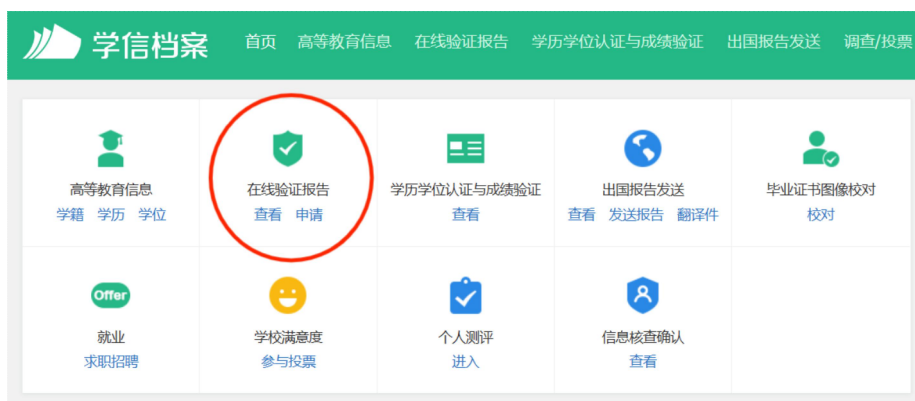 学信档案 首页 高等教育信息 在线验证报告 学历学位认证与成绩验证 出国报告发送 调查/投票
高等教育信息 在线验证报告 学历学位认证与成绩验证 出国报告发送 毕业证书图像校对
学籍 学历 学位 查看 申请 查看 查看 发送报告 翻译件 校对
Offer
就业 学校满意度 个人测评 信息核查确认
求职招聘 参与投票 进入 查看